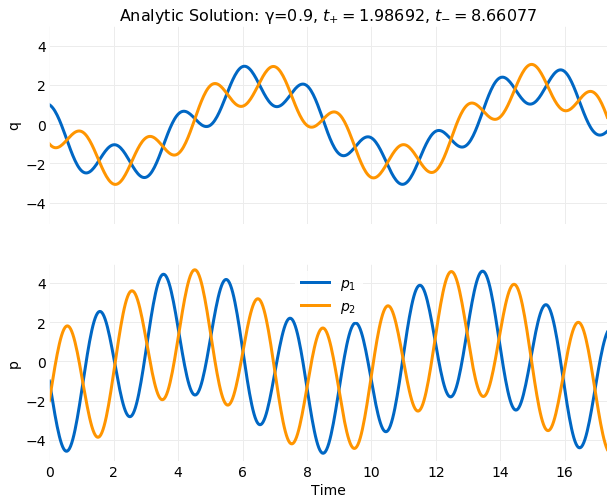 Analytic Solution: γ=0.9, t₊ = 1.98692, t₋ = 8.66077
4
2
0
−2
−4
q
4
2
0
−2
−4
p
p₁
p₂
0 2 4 6 8 10 12 14 16
Time